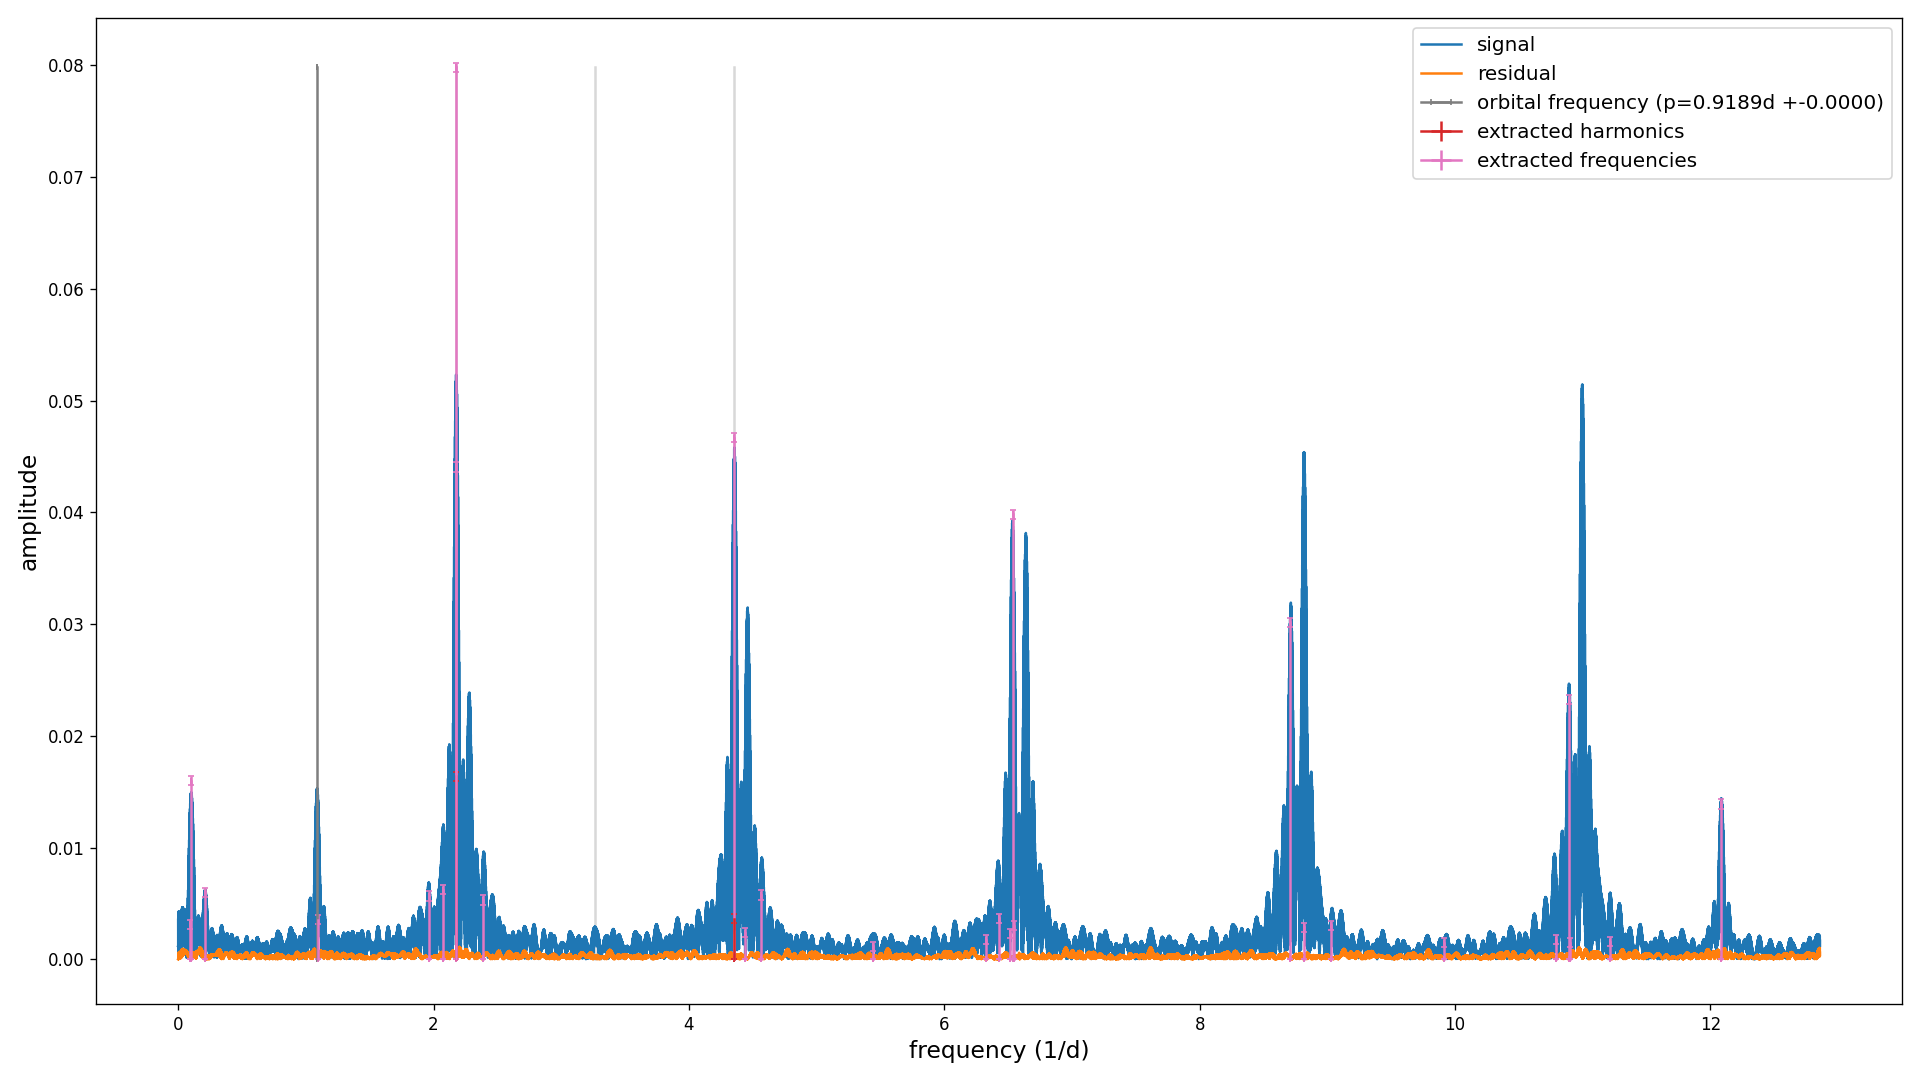 signal
residual
orbital frequency (p=0.9189d +-0.0000)
extracted harmonics
extracted frequencies
amplitude
0.08
0.07
0.06
0.05
0.04
0.03
0.02
0.01
0.00
0 2 4 6 8 10 12
frequency (1/d)